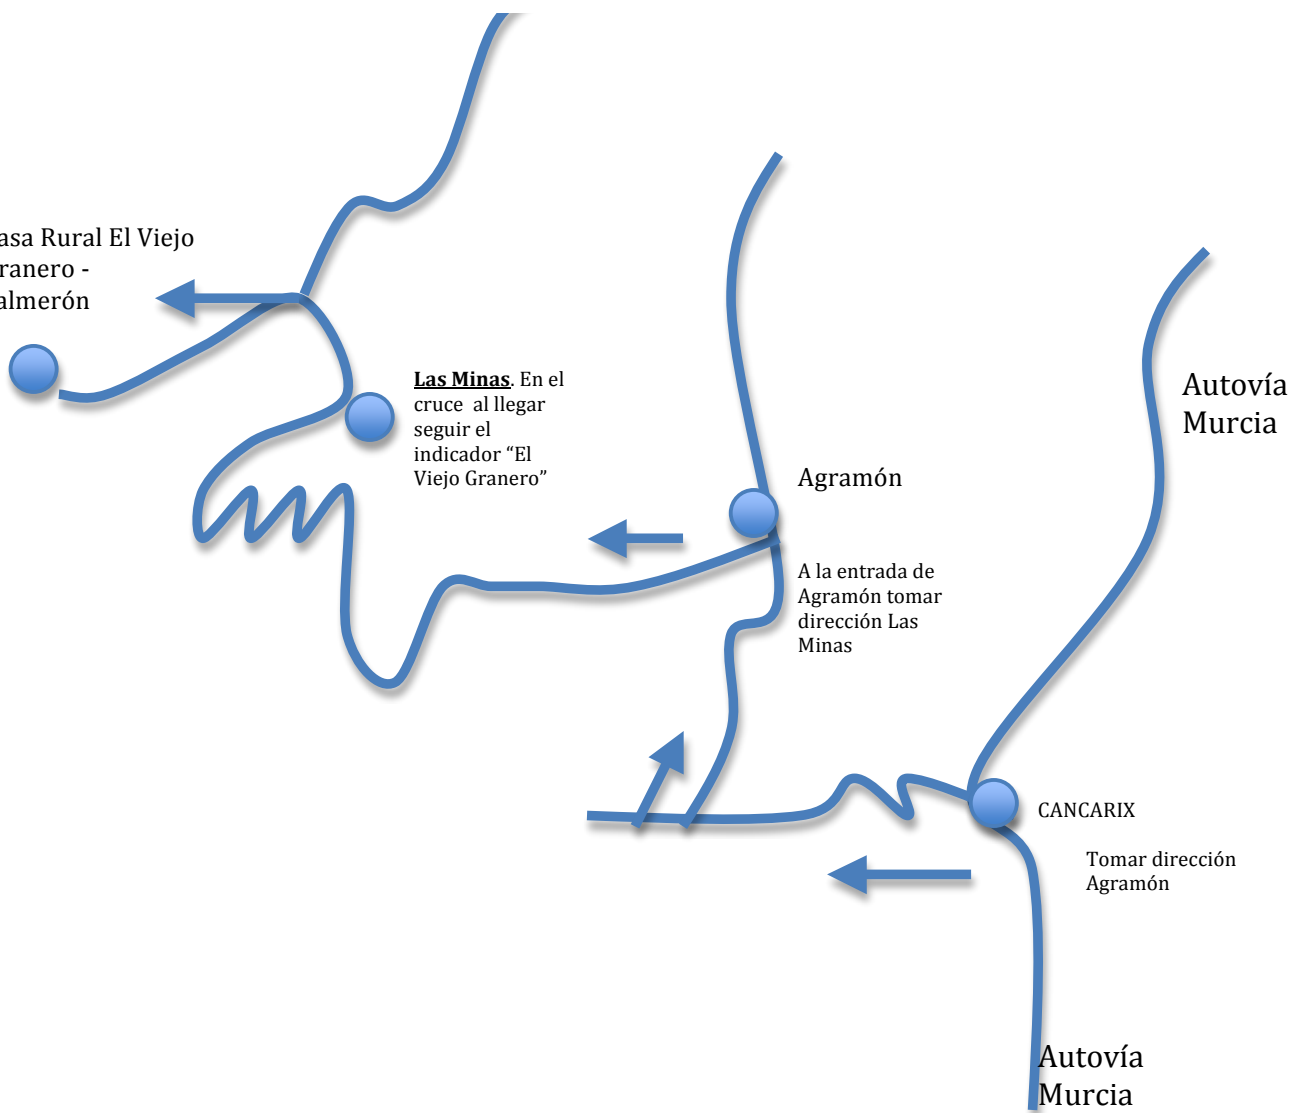 asa Rural El Viejo
ranero -
almerón
Las Minas. En el
cruce al llegar
seguir el
indicador “El
Viejo Granero”
Autovía
Murcia
Agramón
A la entrada de
Agramón tomar
dirección Las
Minas
CANCARIX
Tomar dirección
Agramón
Autovía
Murcia